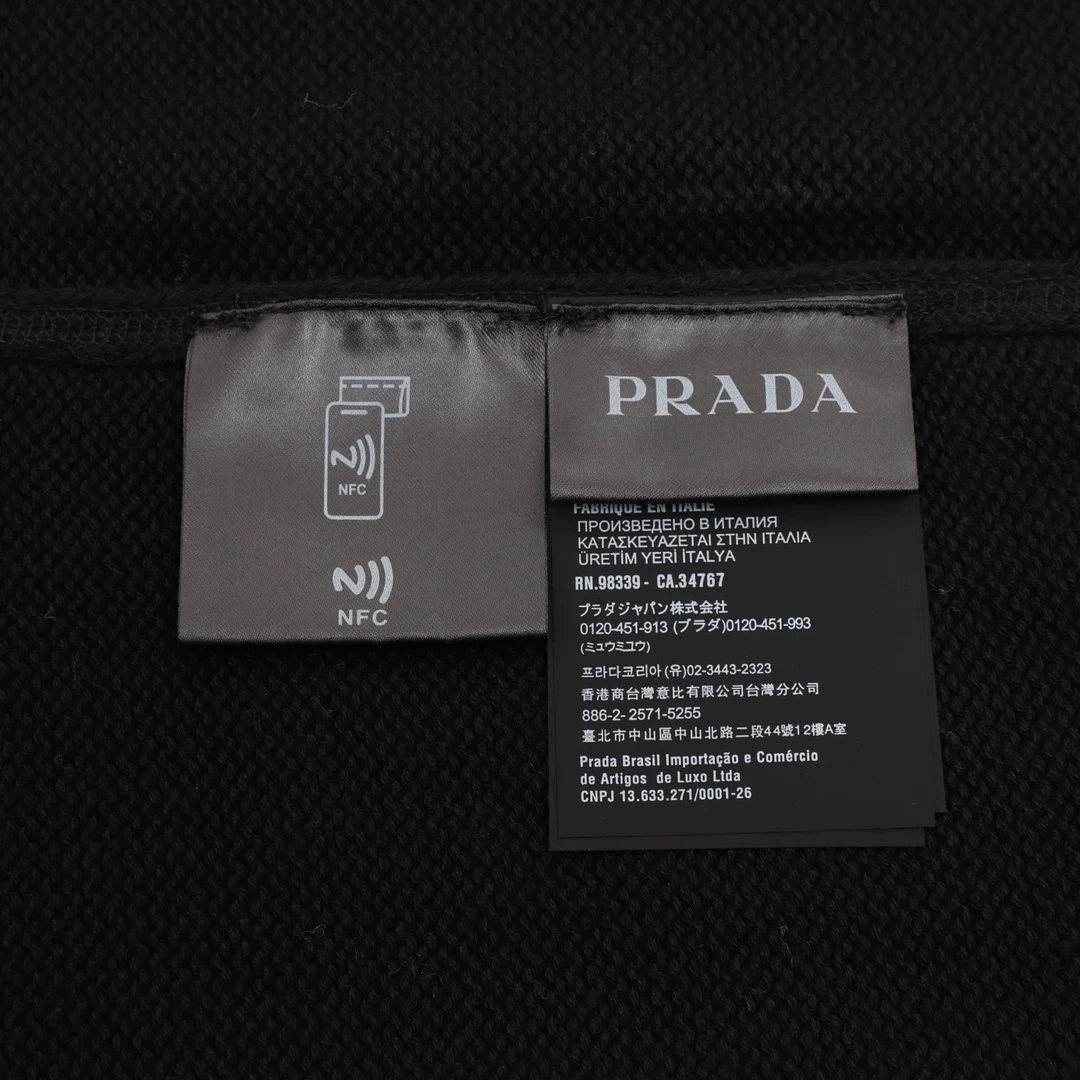 NFC
NFC
PRADA
FABRIQUÉ EN ITALIE
ПРОИЗВЕДЕНО В ИТАЛИЯ
ΚΑΤΑΣΚΕΥΑΖΕΤΑΙ ΣΤΗΝ ΙΤΑΛΙΑ
ÜRETİM YERİ İTALYA
RN.98339 - CA.34767
プラダジャパン株式会社
0120-451-913 (プラダ)0120-451-993
(ミュウミュウ)
프라다코리아(유)02-3443-2323
香港商台灣意比有限公司台灣分公司
886-2- 2571-5255
臺北市中山區中山北路二段44號12樓A室
Prada Brasil Importação e Comércio
de Artigos de Luxo Ltda
CNPJ 13.633.271/0001-26